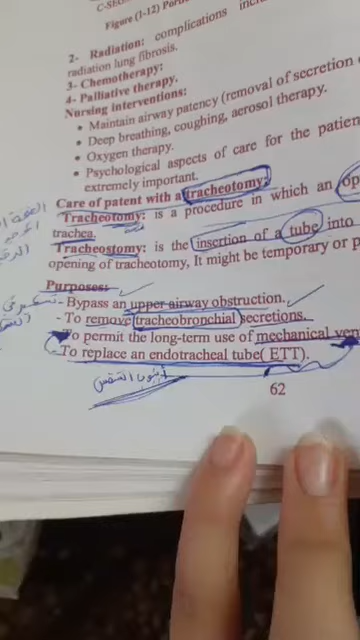 Figure (1-12)
2- Radiation: complications
radiation lung fibrosis.
3- Chemotherapy:
4- Palliative therapy.
Nursing interventions:
• Maintain airway patency (removal of secretion
• Deep breathing, coughing, aerosol therapy.
• Oxygen therapy.
• Psychological aspects of care for the patien
extremely important.
Care of patent with a tracheotomy:
Tracheotomy: is a procedure in which an op
trachea.
Tracheostomy: is the insertion of a tube into
opening of tracheotomy, It might be temporary or p
Purposes:
- Bypass an upper airway obstruction.
- To remove tracheobronchial secretions.
To permit the long-term use of mechanical ven
- To replace an endotracheal tube( ETT).
62